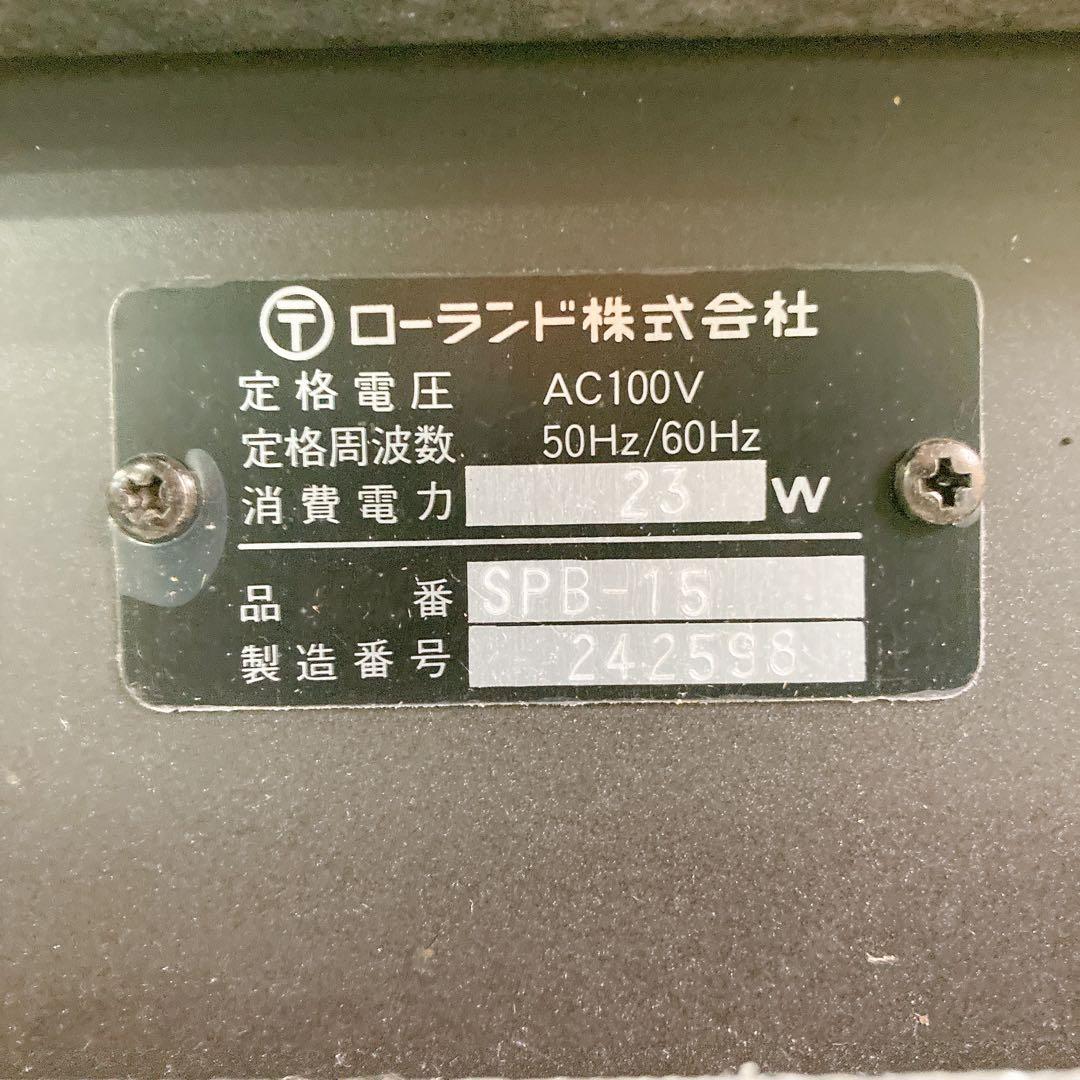 〒 ローランド株式会社
定格電圧 AC100V
定格周波数 50Hz/60Hz
消費電力 23 W
品番 SPB-15
製造番号 242598